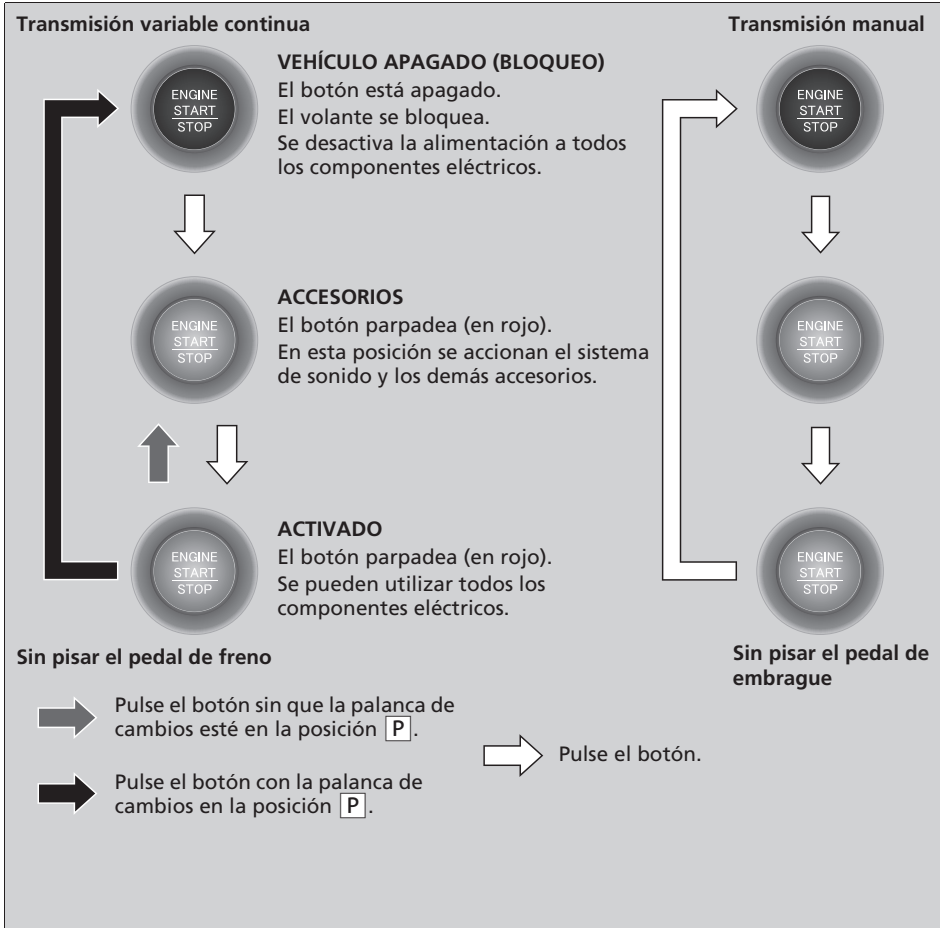 Transmisión variable continua
Transmisión manual
ENGINE
START
STOP
VEHÍCULO APAGADO (BLOQUEO)
El botón está apagado.
El volante se bloquea.
Se desactiva la alimentación a todos
los componentes eléctricos.
ENGINE
START
STOP
ENGINE
START
STOP
ACCESORIOS
El botón parpadea (en rojo).
En esta posición se accionan el sistema
de sonido y los demás accesorios.
ENGINE
START
STOP
ENGINE
START
STOP
ACTIVADO
El botón parpadea (en rojo).
Se pueden utilizar todos los
componentes eléctricos.
ENGINE
START
STOP
Sin pisar el pedal de freno
Sin pisar el pedal de
embrague
Pulse el botón sin que la palanca de
cambios esté en la posición P.
Pulse el botón.
Pulse el botón con la palanca de
cambios en la posición P.